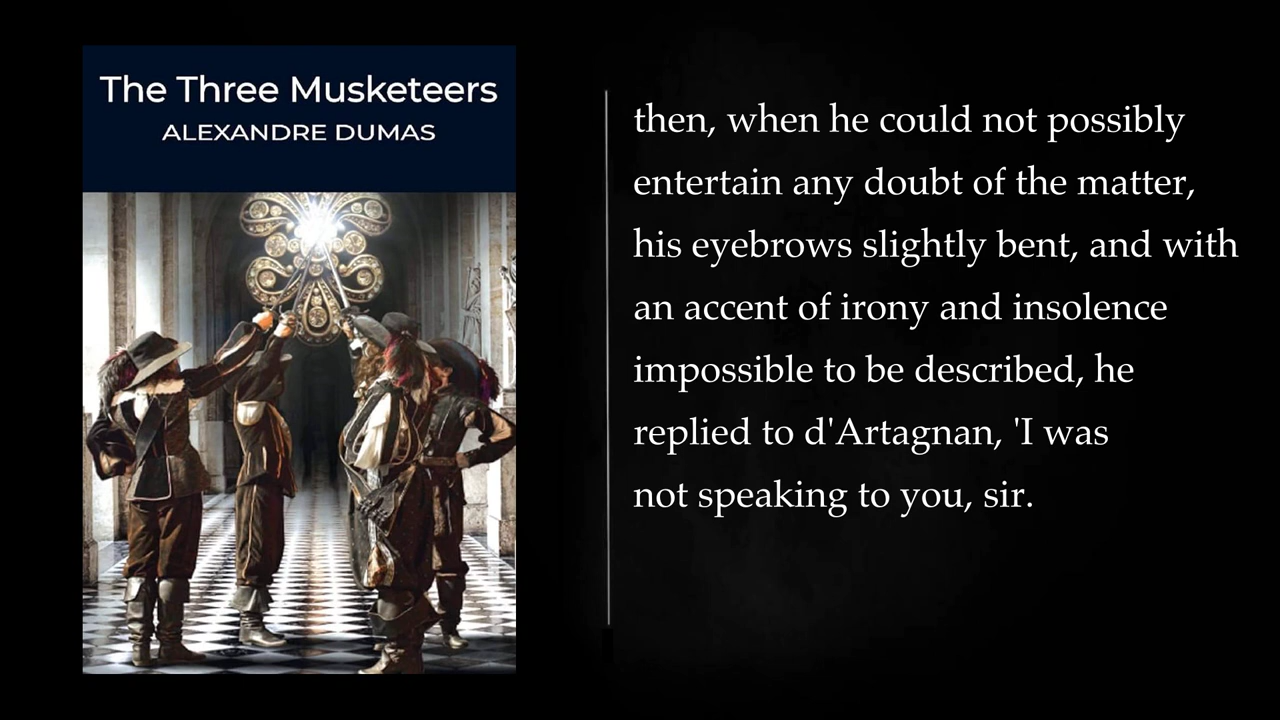 The Three Musketeers
ALEXANDRE DUMAS
then, when he could not possibly
entertain any doubt of the matter,
his eyebrows slightly bent, and with
an accent of irony and insolence
impossible to be described, he
replied to d'Artagnan, 'I was
not speaking to you, sir.